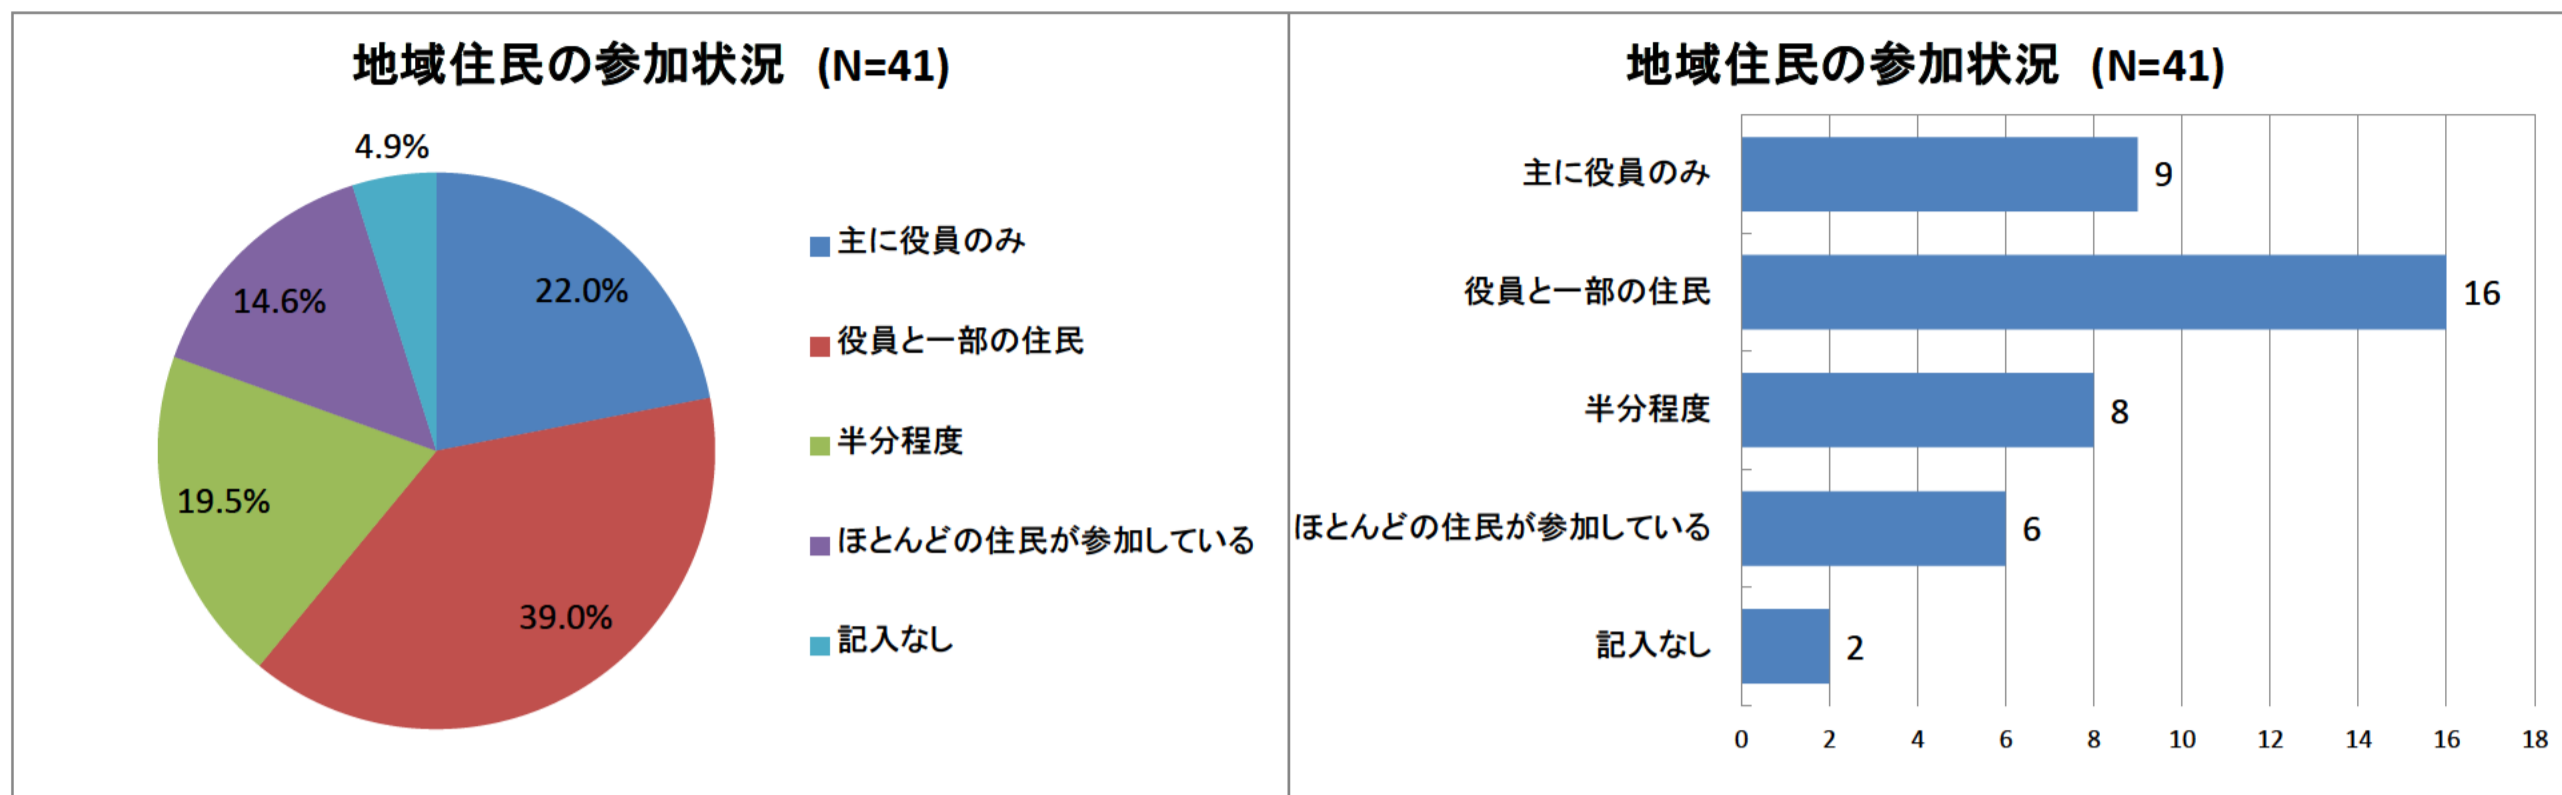 地域住民の参加状況 (N=41)
4.9%
22.0%
14.6%
19.5%
39.0%
主に役員のみ
役員と一部の住民
半分程度
ほとんどの住民が参加している
記入なし
地域住民の参加状況 (N=41)
主に役員のみ 9
役員と一部の住民 16
半分程度 8
ほとんどの住民が参加している 6
記入なし 2
0 2 4 6 8 10 12 14 16 18